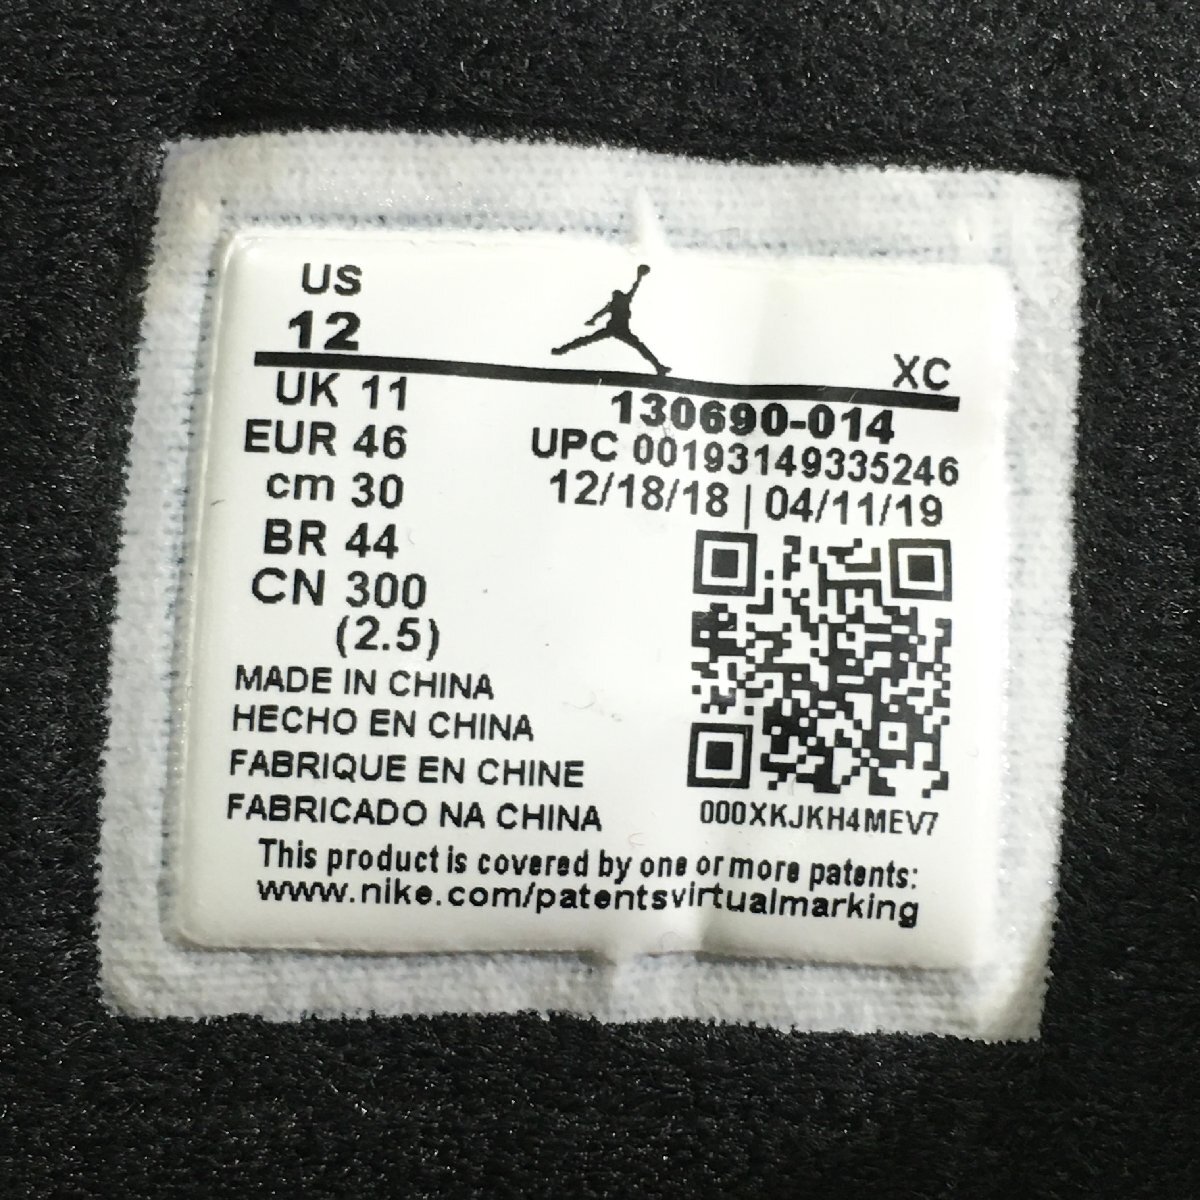 US
12
XC
UK 11
EUR 46
cm 30
BR 44
CN 300
(2.5)
130690-014
UPC 00193149335246
12/18/18 | 04/11/19
000XKJKH4MEV7
MADE IN CHINA
HECHO EN CHINA
FABRIQUE EN CHINE
FABRICADO NA CHINA
This product is covered by one or more patents:
www.nike.com/patentsvirtualmarking